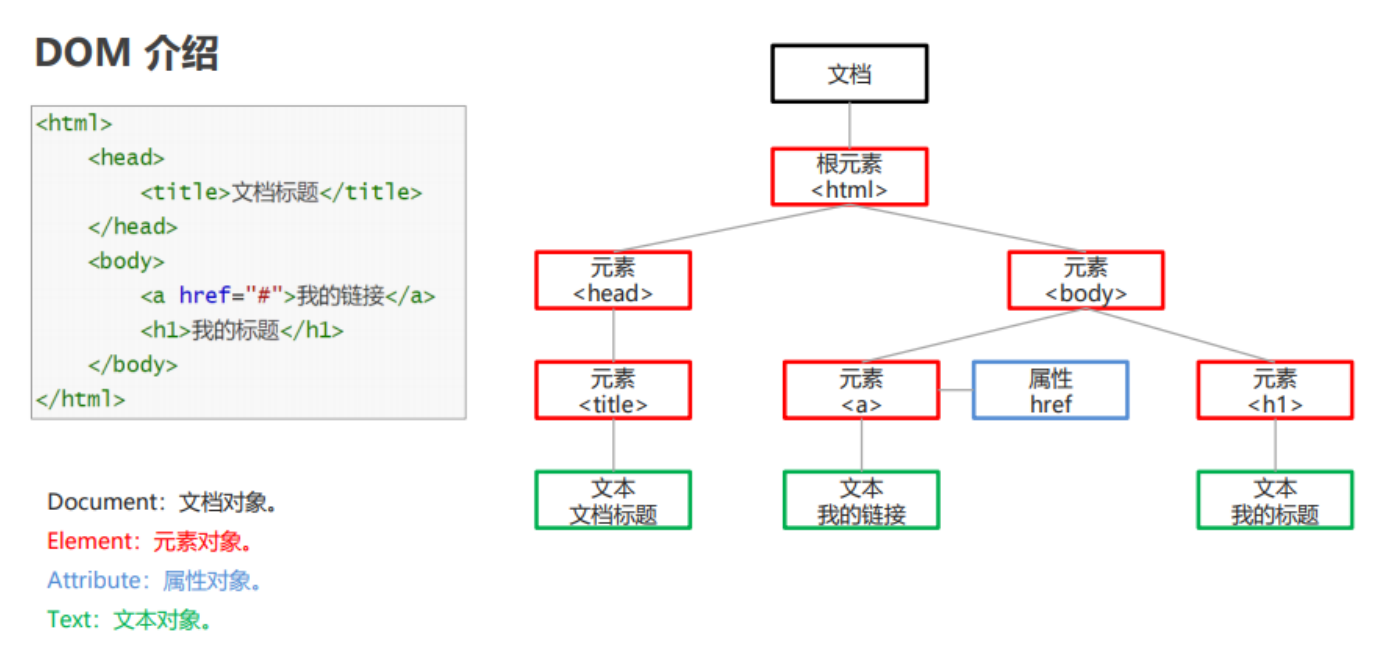 DOM 介绍
<html>
<head>
<title>文档标题</title>
</head>
<body>
<a href="#">我的链接</a>
<h1>我的标题</h1>
</body>
</html>
Document：文档对象。
Element：元素对象。
Attribute：属性对象。
Text：文本对象。
文档
根元素
<html>
元素
<head>
元素
<body>
元素
<title>
元素
<a>
属性
href
元素
<h1>
文本
文档标题
文本
我的链接
文本
我的标题